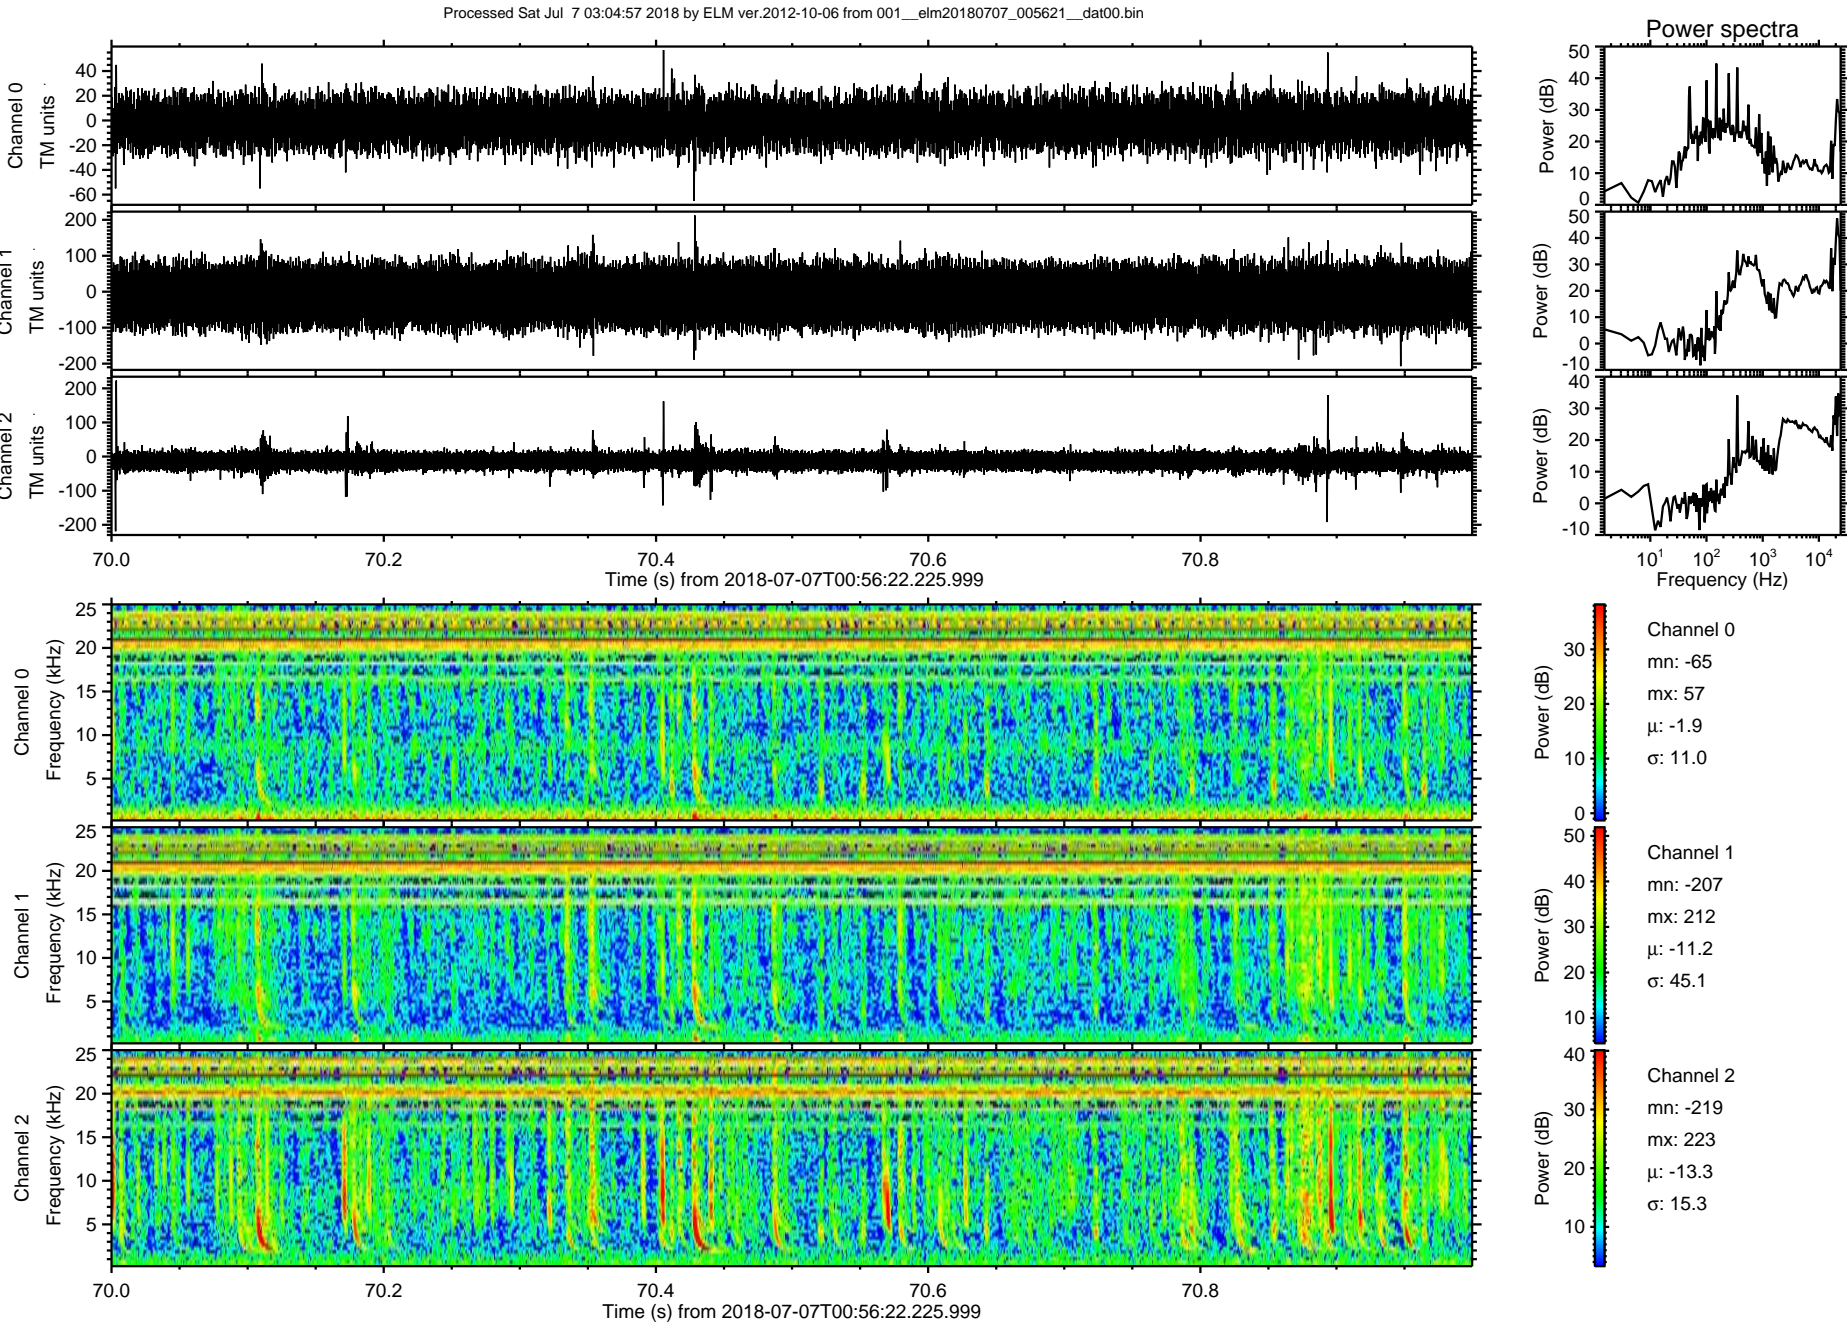 Processed Sat Jul 7 03:04:57 2018 by ELM ver.2012-10-06 from 001__elm20180707_005621__dat00.bin
Power spectra
Channel 0
TM units
40
20
0
-20
-40
-60
Power (dB)
50
40
30
20
10
0
Channel 1
TM units
200
100
0
-100
-200
Power (dB)
50
40
30
20
10
0
-10
Channel 2
TM units
200
100
0
-100
-200
Power (dB)
40
30
20
10
0
-10
70.0 70.2 70.4 70.6 70.8
Time (s) from 2018-07-07T00:56:22.225.999
10^1 10^2 10^3 10^4
Frequency (Hz)
Channel 0
Frequency (kHz)
25
20
15
10
5
Power (dB)
30
20
10
0
Channel 0
mn: -65
mx: 57
μ: -1.9
σ: 11.0
Channel 1
Frequency (kHz)
25
20
15
10
5
Power (dB)
50
40
30
20
10
Channel 1
mn: -207
mx: 212
μ: -11.2
σ: 45.1
Channel 2
Frequency (kHz)
25
20
15
10
5
Power (dB)
40
30
20
10
Channel 2
mn: -219
mx: 223
μ: -13.3
σ: 15.3
70.0 70.2 70.4 70.6 70.8
Time (s) from 2018-07-07T00:56:22.225.999